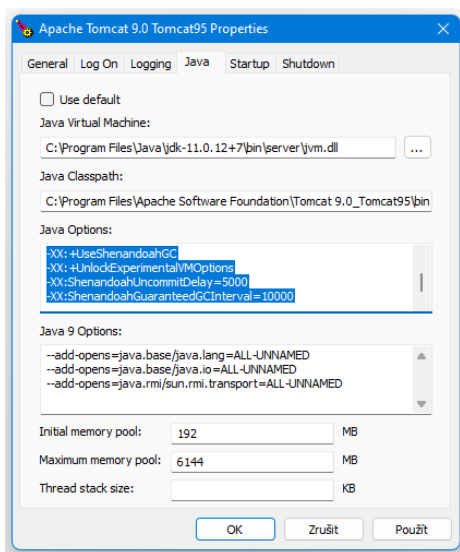 Apache Tomcat 9.0 Tomcat95 Properties
General Log On Logging Java Startup Shutdown
Use default
Java Virtual Machine:
C:\Program Files\Java\jdk-11.0.12+7\bin\server\jvm.dll
...
Java Classpath:
C:\Program Files\Apache Software Foundation\Tomcat 9.0_Tomcat95\bin
Java Options:
-XX:+UseShenandoahGC
-XX:+UnlockExperimentalVMOptions
-XX:ShenandoahUncommitDelay=5000
-XX:ShenandoahGuaranteedGCInterval=10000
Java 9 Options:
--add-opens=java.base/java.lang=ALL-UNNAMED
--add-opens=java.base/java.io=ALL-UNNAMED
--add-opens=java.rmi/sun.rmi.transport=ALL-UNNAMED
Initial memory pool: 192 MB
Maximum memory pool: 6144 MB
Thread stack size: KB
OK Zrušit Použít